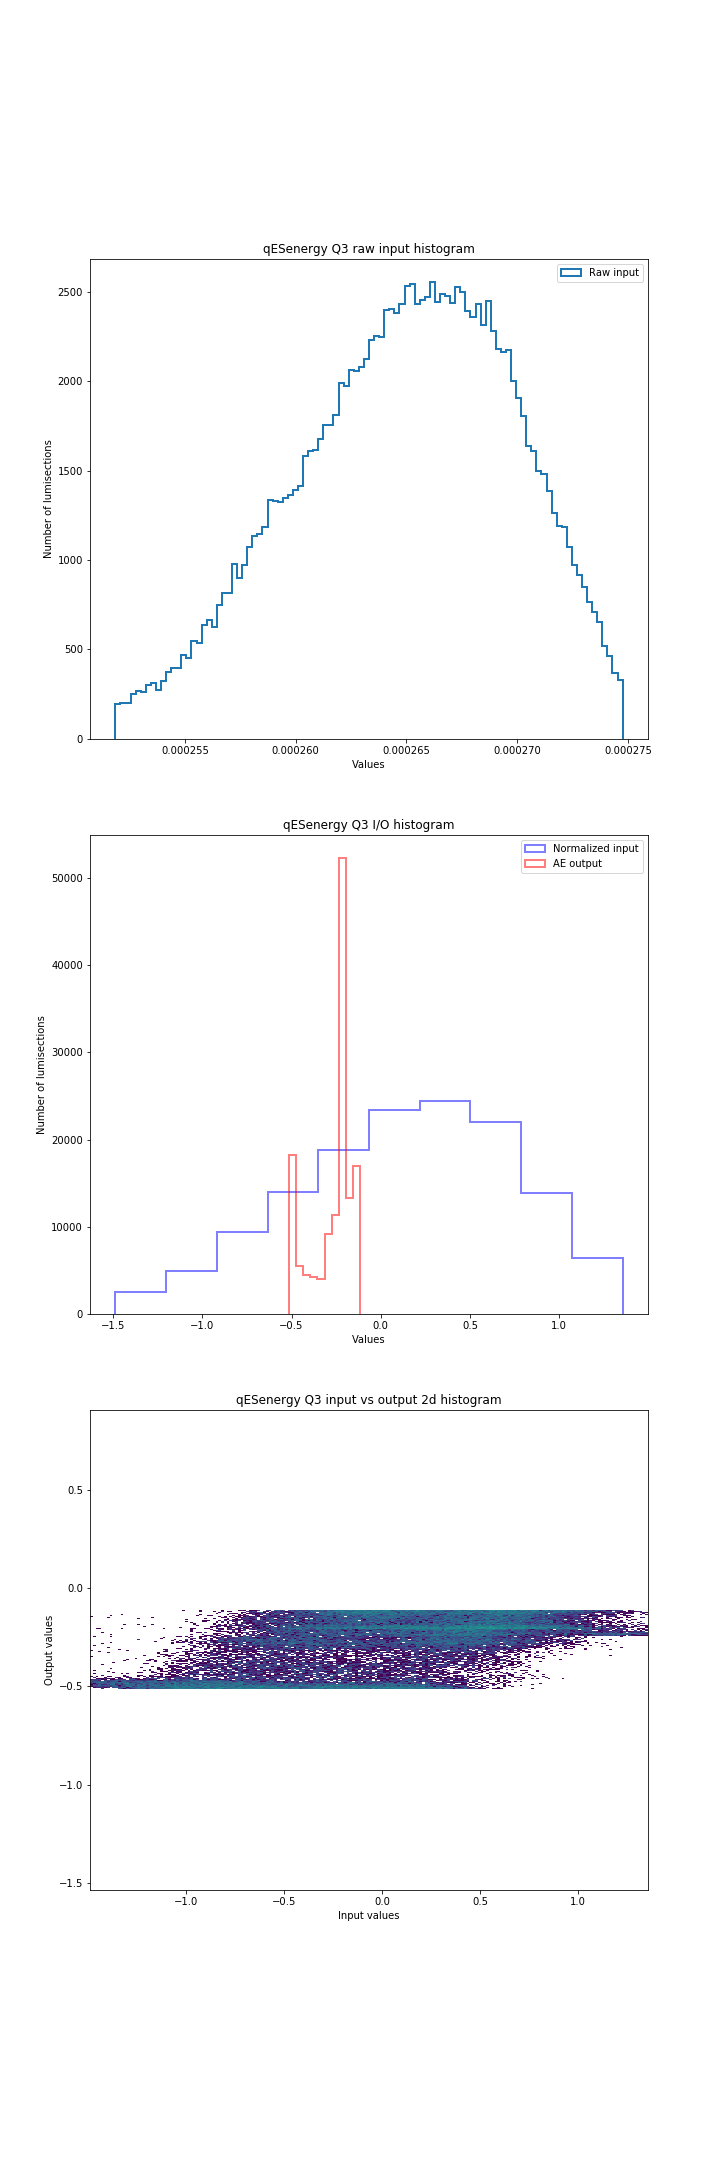 qESenergy Q3 raw input histogram
Raw input
2500
2000
1500
1000
500
0
Number of lumisections
0.000255 0.000260 0.000265 0.000270 0.000275
Values
qESenergy Q3 I/O histogram
Normalized input
AE output
50000
40000
30000
20000
10000
0
Number of lumisections
−1.5 −1.0 −0.5 0.0 0.5 1.0
Values
qESenergy Q3 input vs output 2d histogram
0.5
0.0
−0.5
−1.0
−1.5
Output values
−1.0 −0.5 0.0 0.5 1.0
Input values